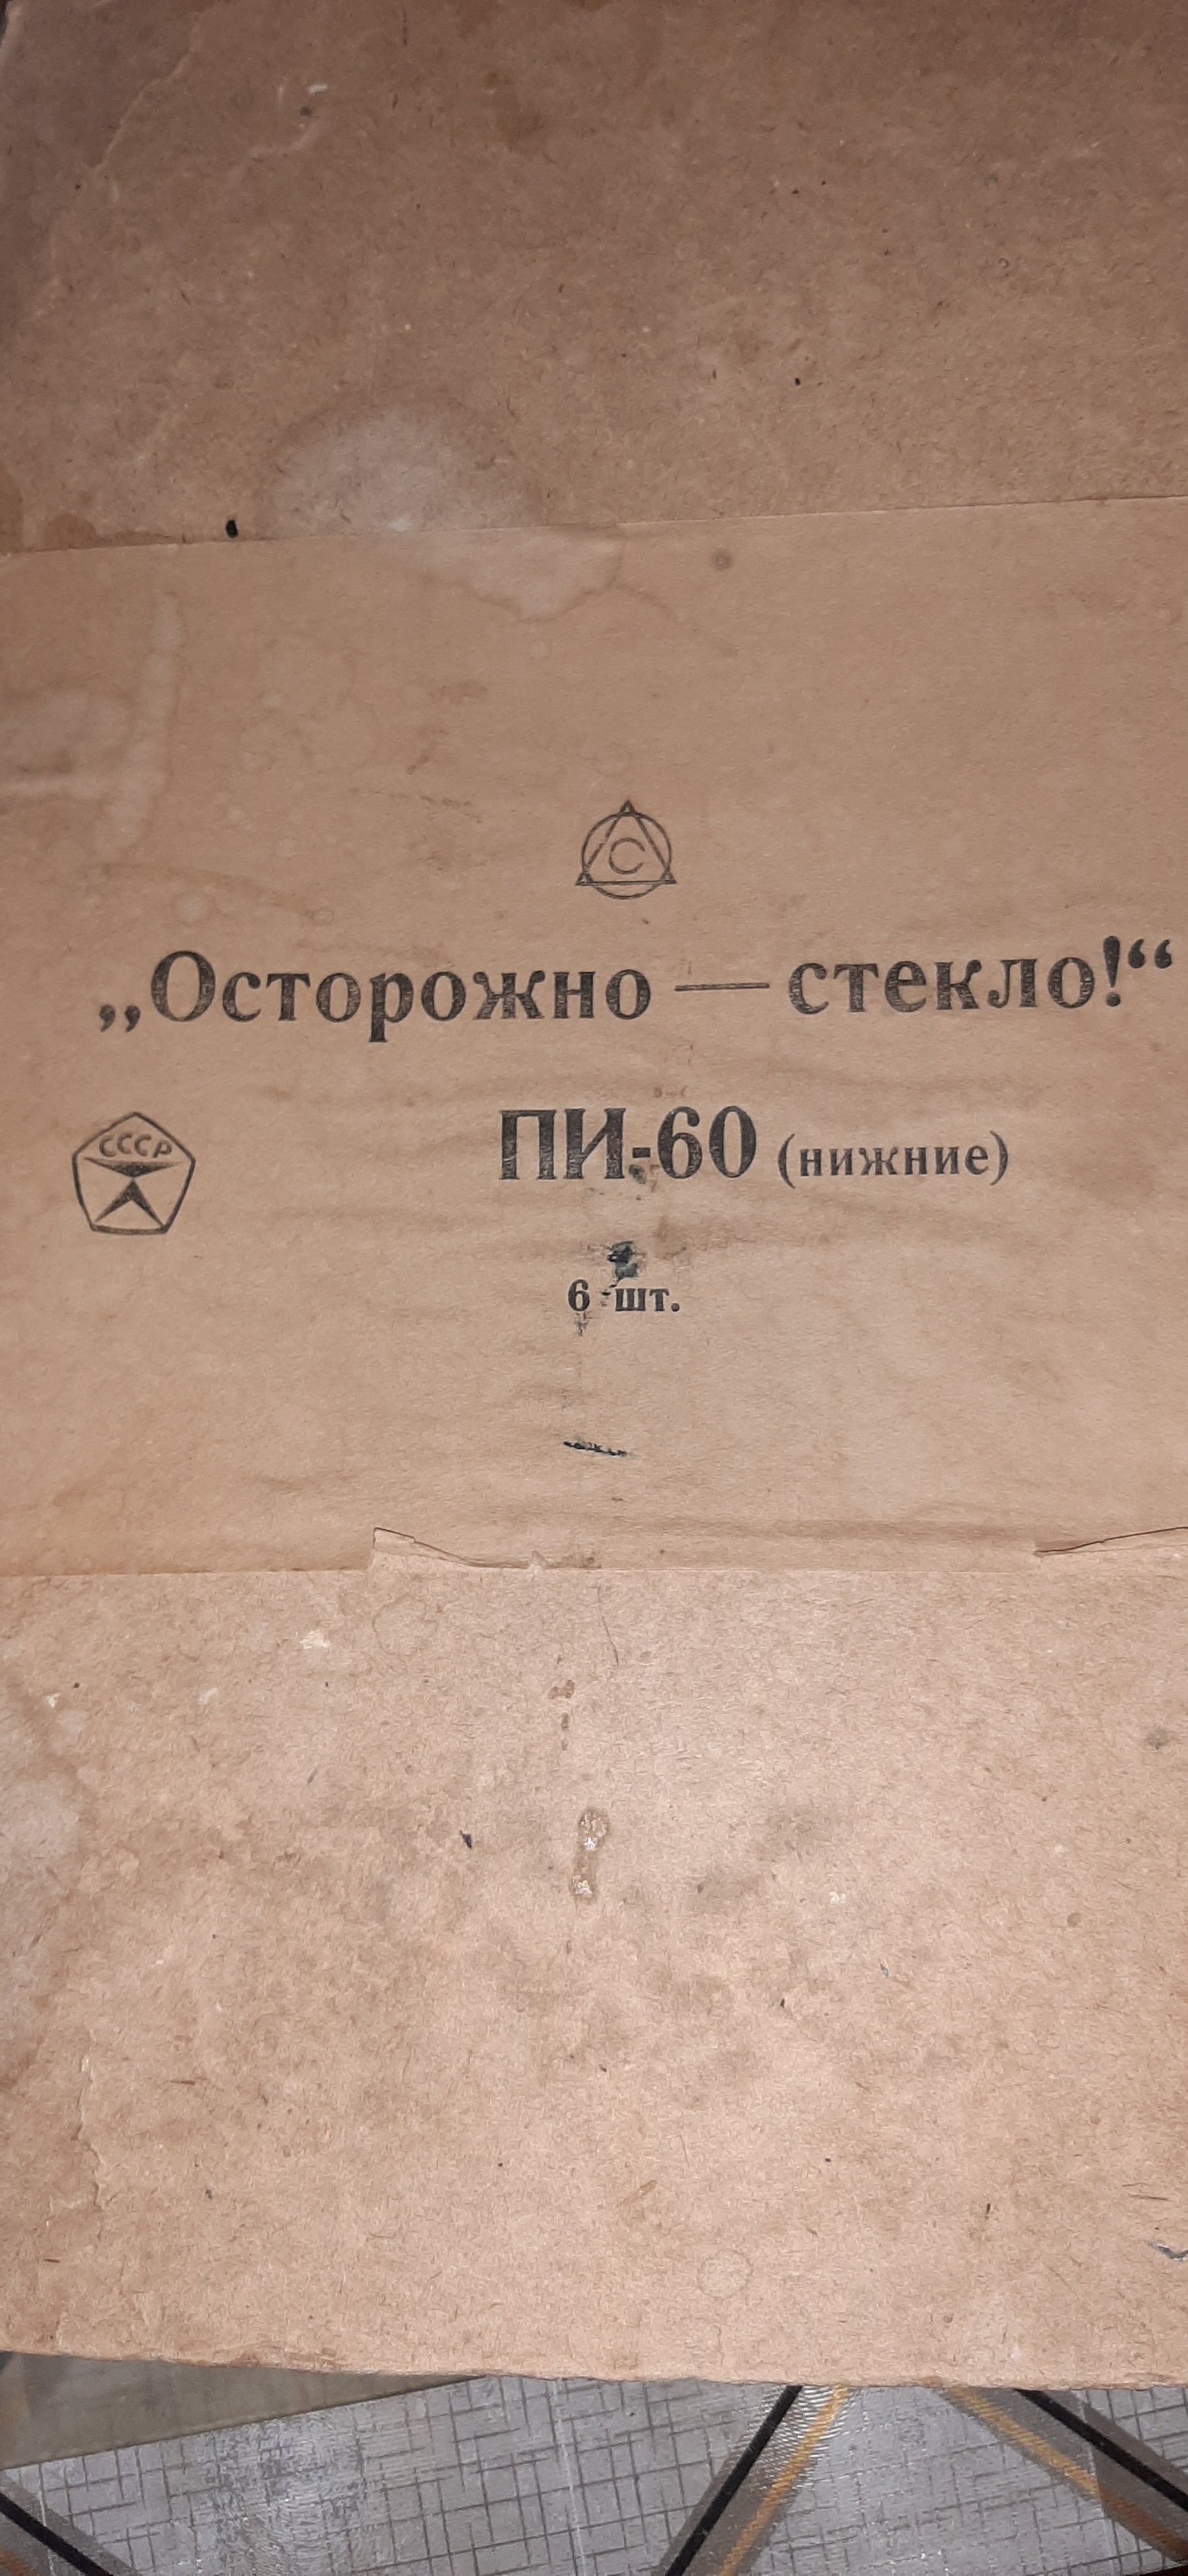 С
„Осторожно — стекло!“
СССР
ПИ-60 (нижние)
6 шт.